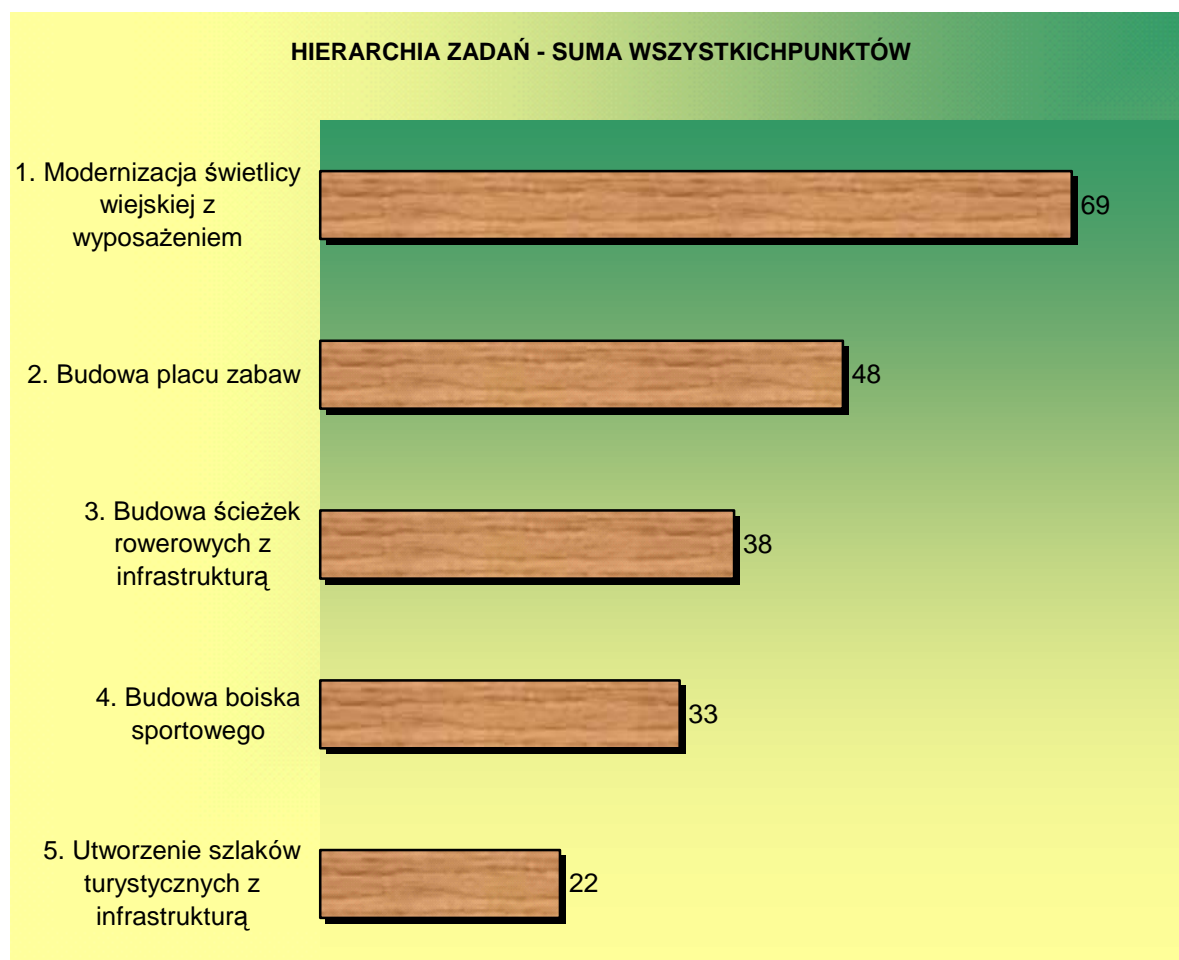 HIERARCHIA ZADAŃ - SUMA WSZYSTKICHPUNKTÓW
1. Modernizacja świetlicy
wiejskiej z
wyposażeniem
69
2. Budowa placu zabaw
48
3. Budowa ścieżek
rowerowych z
infrastrukturą
38
4. Budowa boiska
sportowego
33
5. Utworzenie szlaków
turystycznych z
infrastrukturą
22